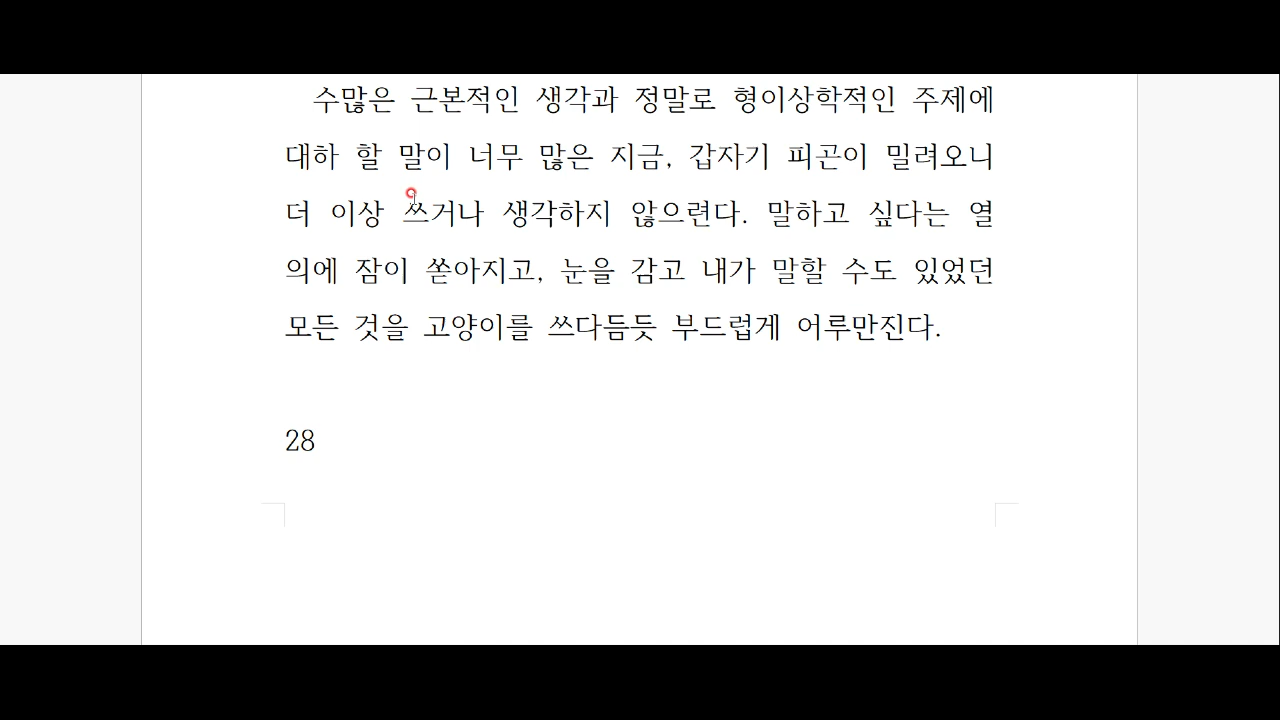 수많은 근본적인 생각과 정말로 형이상학적인 주제에
대하 할 말이 너무 많은 지금, 갑자기 피곤이 밀려오니
더 이상 쓰거나 생각하지 않으련다. 말하고 싶다는 열
의에 잠이 쏟아지고, 눈을 감고 내가 말할 수도 있었던
모든 것을 고양이를 쓰다듬듯 부드럽게 어루만진다.
28